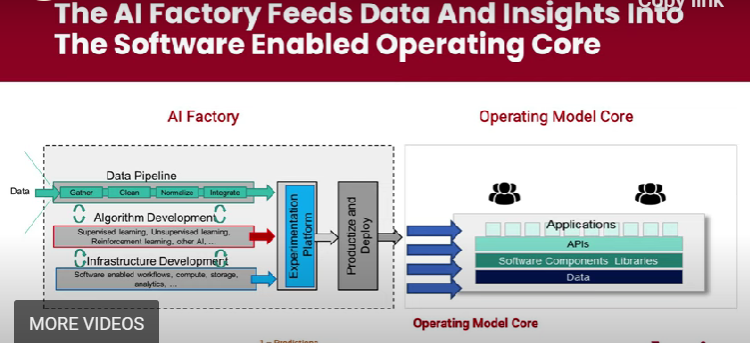 The AI Factory Feeds Data And Insights Into
Copy link
The Software Enabled Operating Core
AI Factory
Operating Model Core
Data Pipeline
Data
Gather
Clean
Normalize
Integrate
Algorithm Development
Supervised learning, Unsupervised learning,
Reinforcement learning, other AI, ...
Infrastructure Development
Software enabled workflows, compute, storage,
analytics, ...
Experimentation
Platform
Productize and
Deploy
Applications
APIs
Software Components Libraries
Data
MORE VIDEOS
Operating Model Core
1 – Predictions